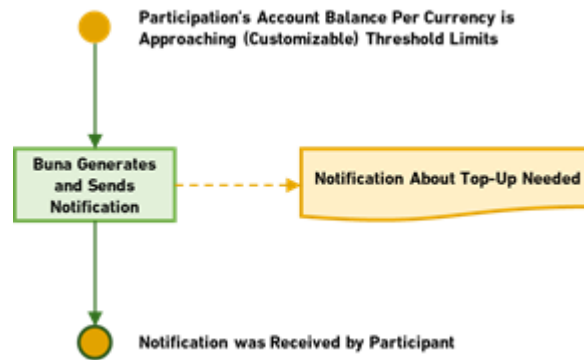 Participation's Account Balance Per Currency is
Approaching (Customizable) Threshold Limits
Buna Generates
and Sends
Notification
Notification About Top-Up Needed
Notification was Received by Participant